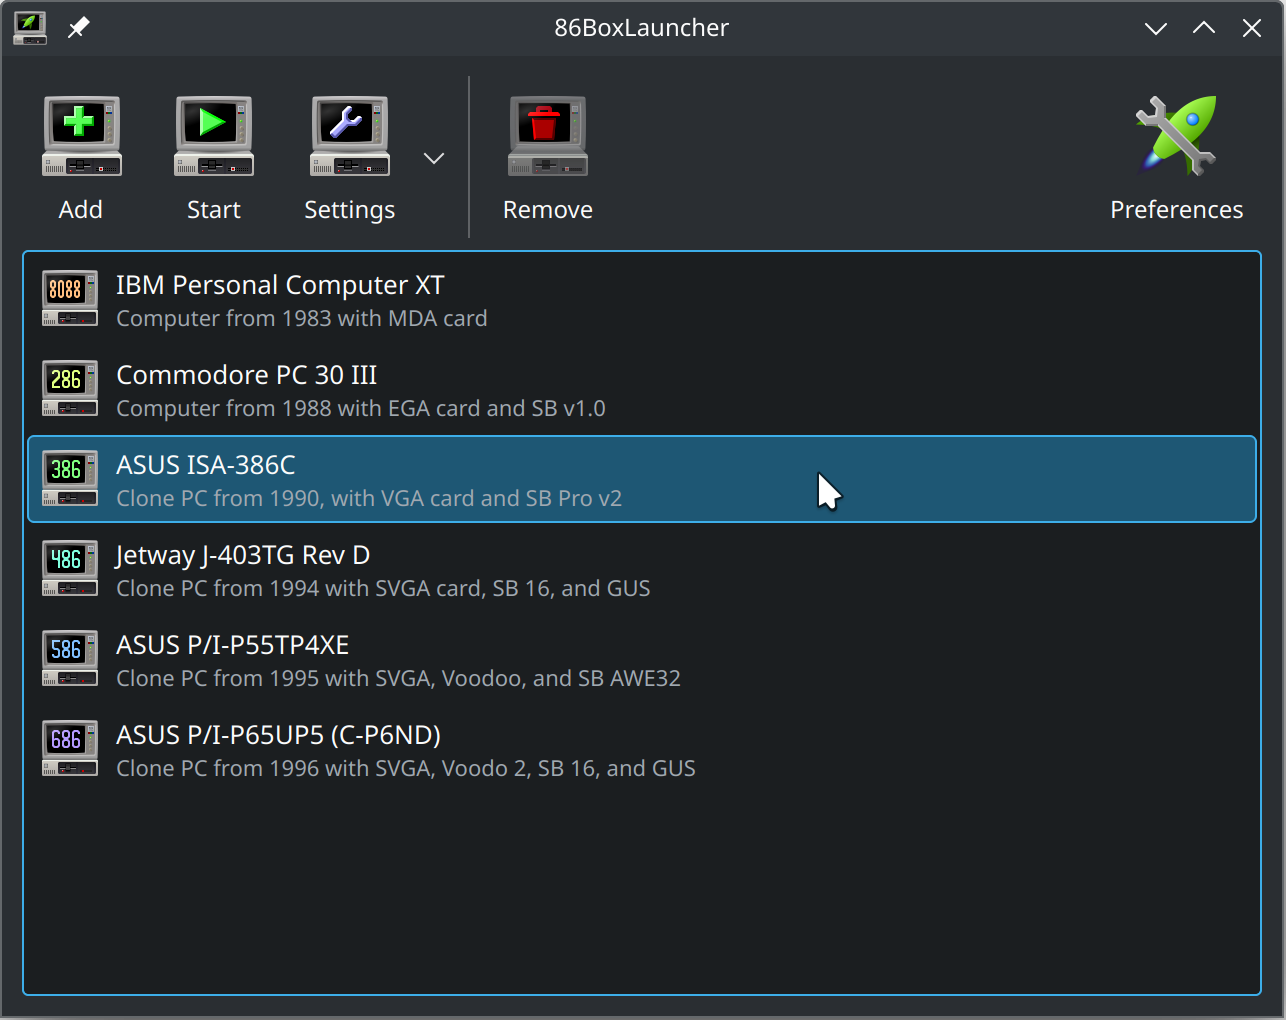 86BoxLauncher
Add
Start
Settings
Remove
Preferences
8088
IBM Personal Computer XT
Computer from 1983 with MDA card
286
Commodore PC 30 III
Computer from 1988 with EGA card and SB v1.0
386
ASUS ISA-386C
Clone PC from 1990, with VGA card and SB Pro v2
486
Jetway J-403TG Rev D
Clone PC from 1994 with SVGA card, SB 16, and GUS
586
ASUS P/I-P55TP4XE
Clone PC from 1995 with SVGA, Voodoo, and SB AWE32
686
ASUS P/I-P65UP5 (C-P6ND)
Clone PC from 1996 with SVGA, Voodo 2, SB 16, and GUS